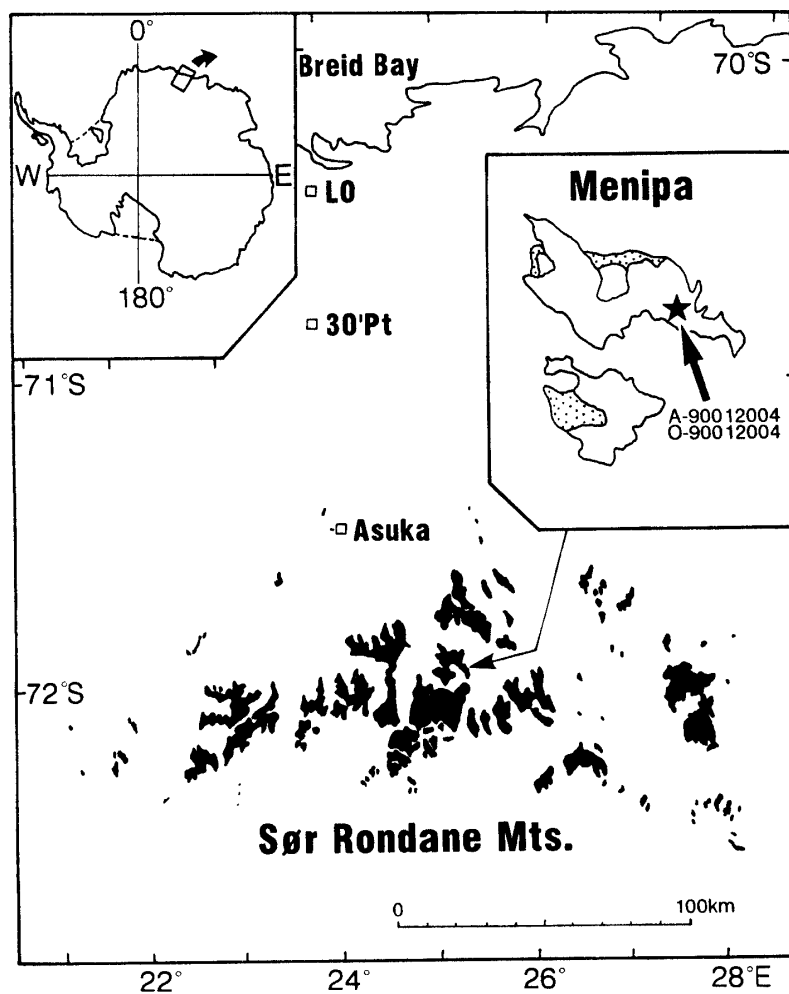 0°
W
E
180°
Breid Bay
70°S
LO
30'Pt
71°S
Menipa
A-90012004
O-90012004
Asuka
72°S
Sør Rondane Mts.
0
100km
22°
24°
26°
28°E